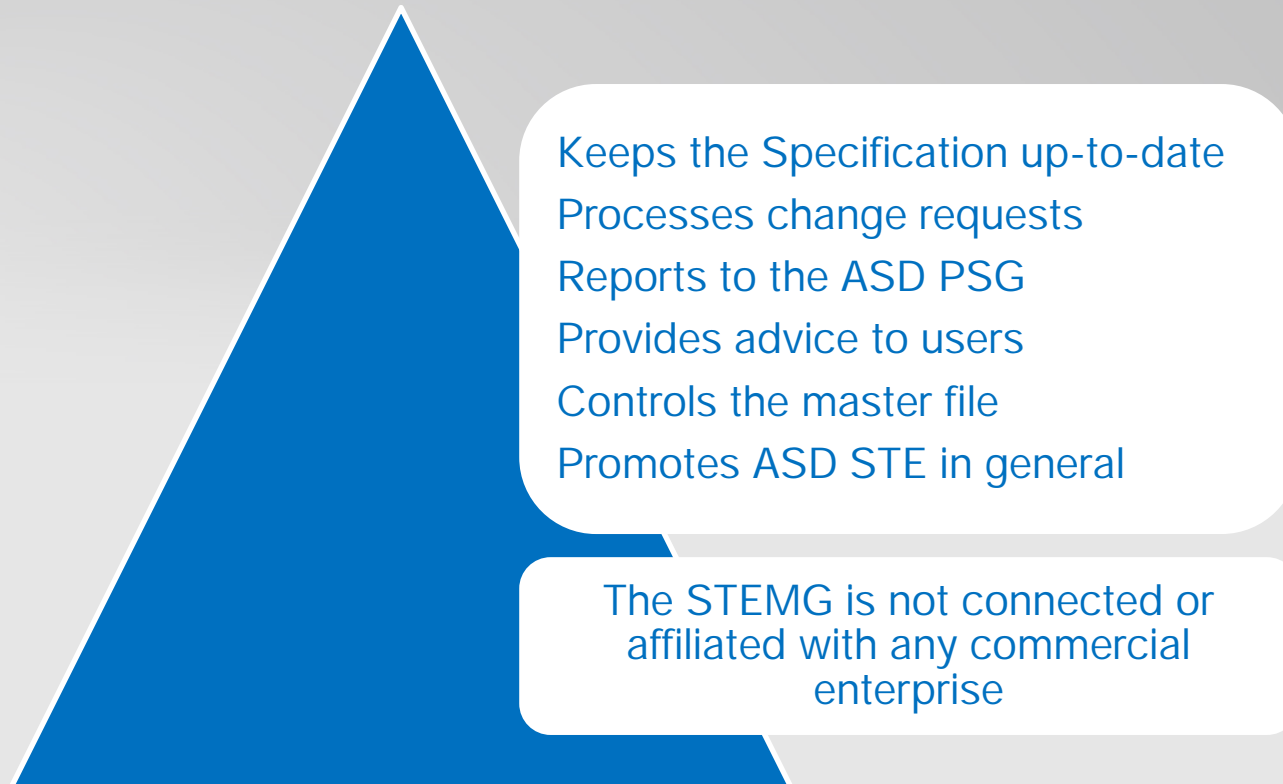 Keeps the Specification up-to-date
Processes change requests
Reports to the ASD PSG
Provides advice to users
Controls the master file
Promotes ASD STE in general
The STEMG is not connected or
affiliated with any commercial
enterprise